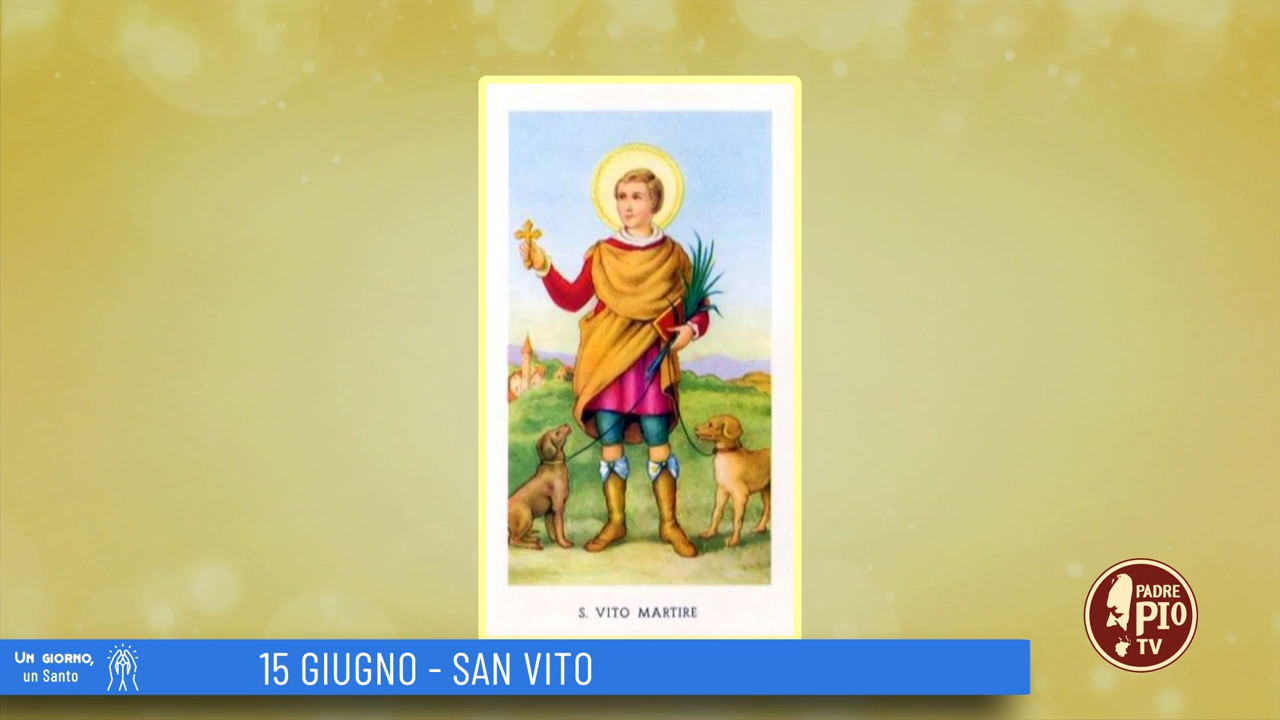 S. VITO MARTIRE
UN GIORNO,
un Santo
15 GIUGNO - SAN VITO
PADRE
PIO
TV